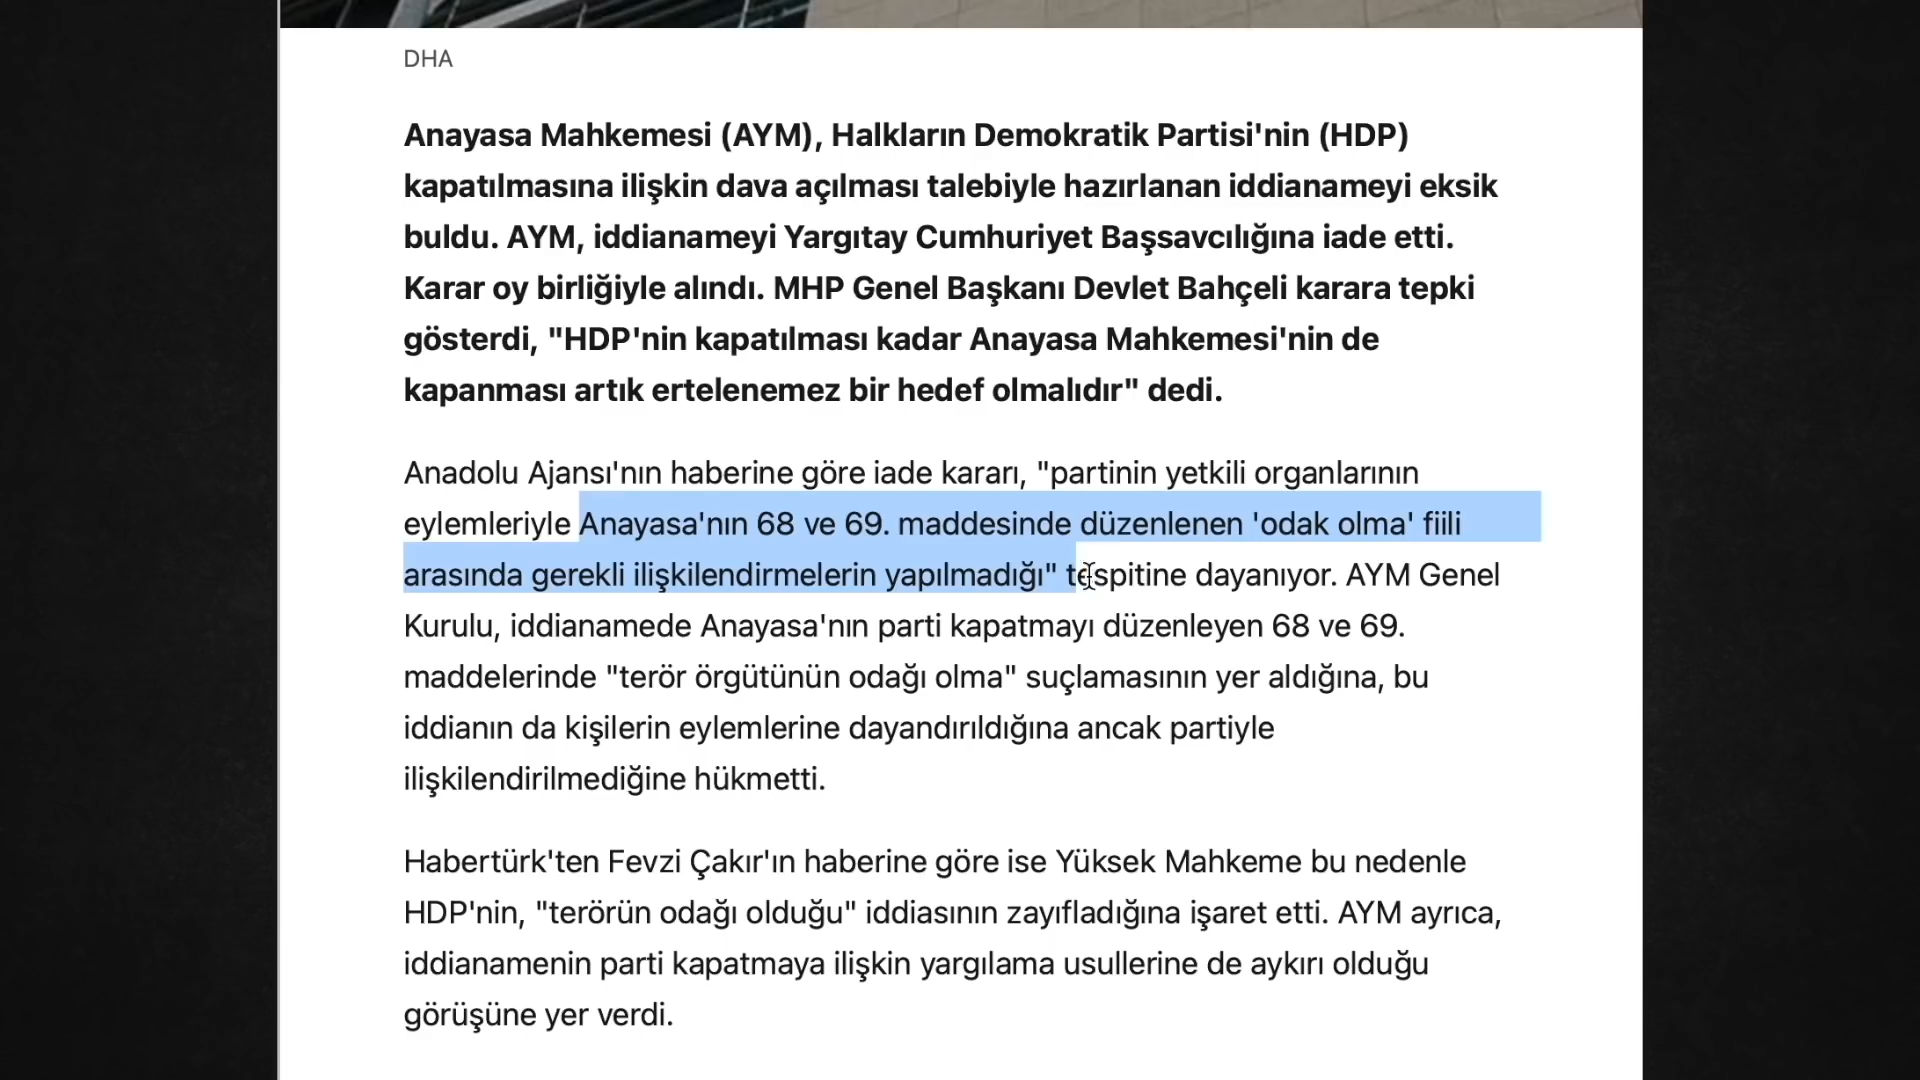 DHA
Anayasa Mahkemesi (AYM), Halkların Demokratik Partisi'nin (HDP)
kapatılmasına ilişkin dava açılması talebiyle hazırlanan iddianameyi eksik
buldu. AYM, iddianameyi Yargıtay Cumhuriyet Başsavcılığına iade etti.
Karar oy birliğiyle alındı. MHP Genel Başkanı Devlet Bahçeli karara tepki
gösterdi, "HDP'nin kapatılması kadar Anayasa Mahkemesi'nin de
kapanması artık ertelenemez bir hedef olmalıdır" dedi.
Anadolu Ajansı'nın haberine göre iade kararı, "partinin yetkili organlarının
eylemleriyle Anayasa'nın 68 ve 69. maddesinde düzenlenen 'odak olma' fiili
arasında gerekli ilişkilendirmelerin yapılmadığı" tespitine dayanıyor. AYM Genel
Kurulu, iddianamede Anayasa'nın parti kapatmayı düzenleyen 68 ve 69.
maddelerinde "terör örgütünün odağı olma" suçlamasının yer aldığına, bu
iddianın da kişilerin eylemlerine dayandırıldığına ancak partiyle
ilişkilendirilmediğine hükmetti.
Habertürk'ten Fevzi Çakır'ın haberine göre ise Yüksek Mahkeme bu nedenle
HDP'nin, "terörün odağı olduğu" iddiasının zayıfladığına işaret etti. AYM ayrıca,
iddianamenin parti kapatmaya ilişkin yargılama usullerine de aykırı olduğu
görüşüne yer verdi.